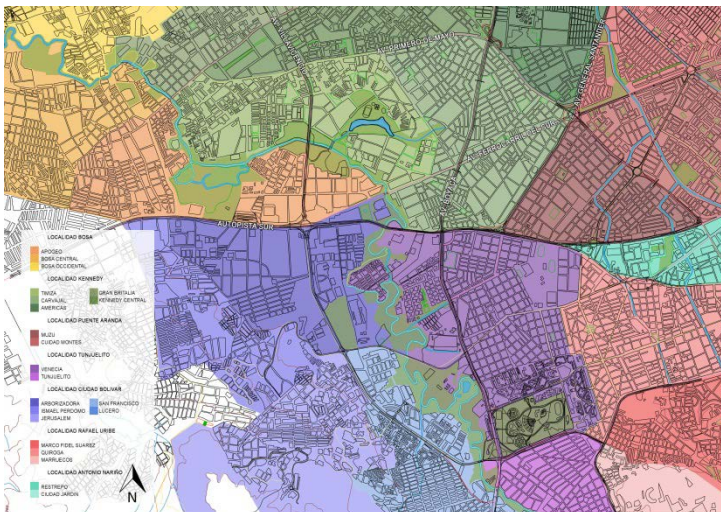 AV. PRIMERO DE MAYO
AUTOPISTA SUR
LOCALIDAD BOSA
APOGEO
BOSA CENTRAL
BOSA OCCIDENTAL
LOCALIDAD KENNEDY
TIMIZA
GRAN BRITALIA
CARVAJAL
KENNEDY CENTRAL
AMERICAS
LOCALIDAD PUENTE ARANDA
MUZU
CUIDAD MONTES
LOCALIDAD TUNJUELITO
VENECIA
TUNJUELITO
LOCALIDAD CIUDAD BOLIVAR
ARBORIZADORA
SAN FRANCISCO
ISMAEL PERDOMO
LUCERO
JERUSALEM
LOCALIDAD RAFAEL URIBE
MARCO FIDEL SUAREZ
QUIROGA
MARRUECOS
LOCALIDAD ANTONIO NARIÑO
RESTREPO
CIUDAD JARDIN
N